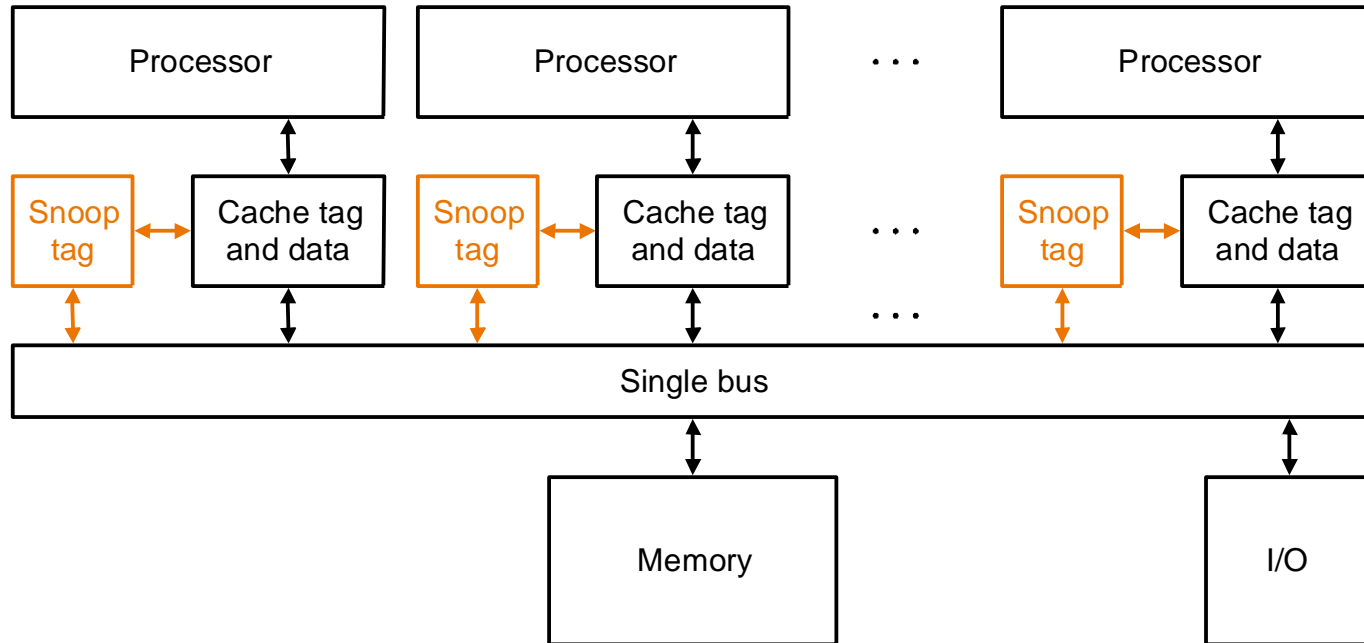 Processor
Processor
. . .
Processor
Snoop
tag
Cache tag
and data
Snoop
tag
Cache tag
and data
. . .
Snoop
tag
Cache tag
and data
. . .
Single bus
Memory
I/O